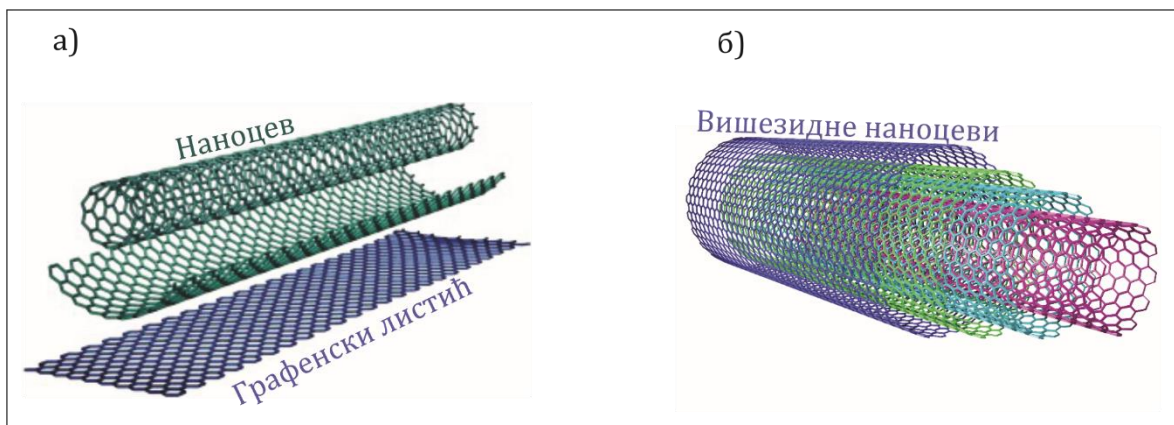 а)
Наноцев
Графенски листић
б)
Вишезидне наноцеви